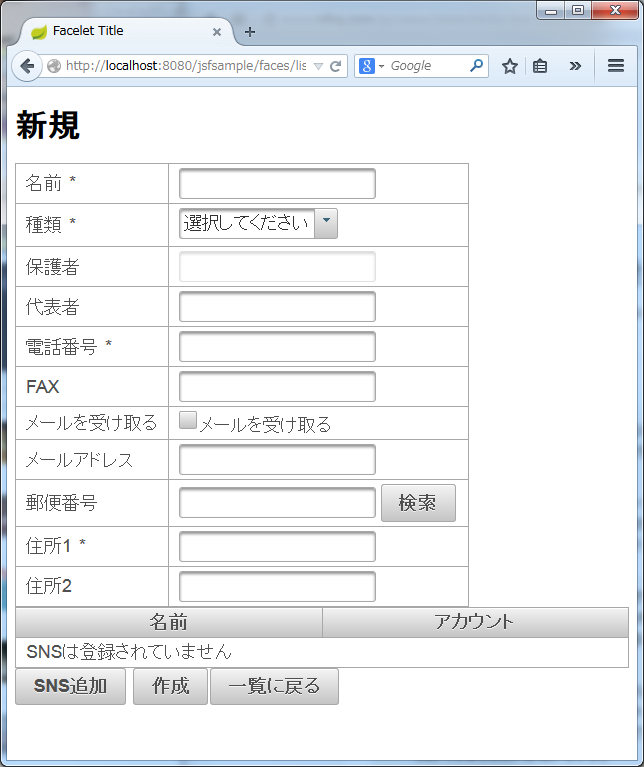 Facelet Title
http://localhost:8080/jsfsample/faces/lis
Google
新規
名前 *
種類 * 選択してください
保護者
代表者
電話番号 *
FAX
メールを受け取る メールを受け取る
メールアドレス
郵便番号 検索
住所1 *
住所2
名前 アカウント
SNSは登録されていません
SNS追加 作成 一覧に戻る